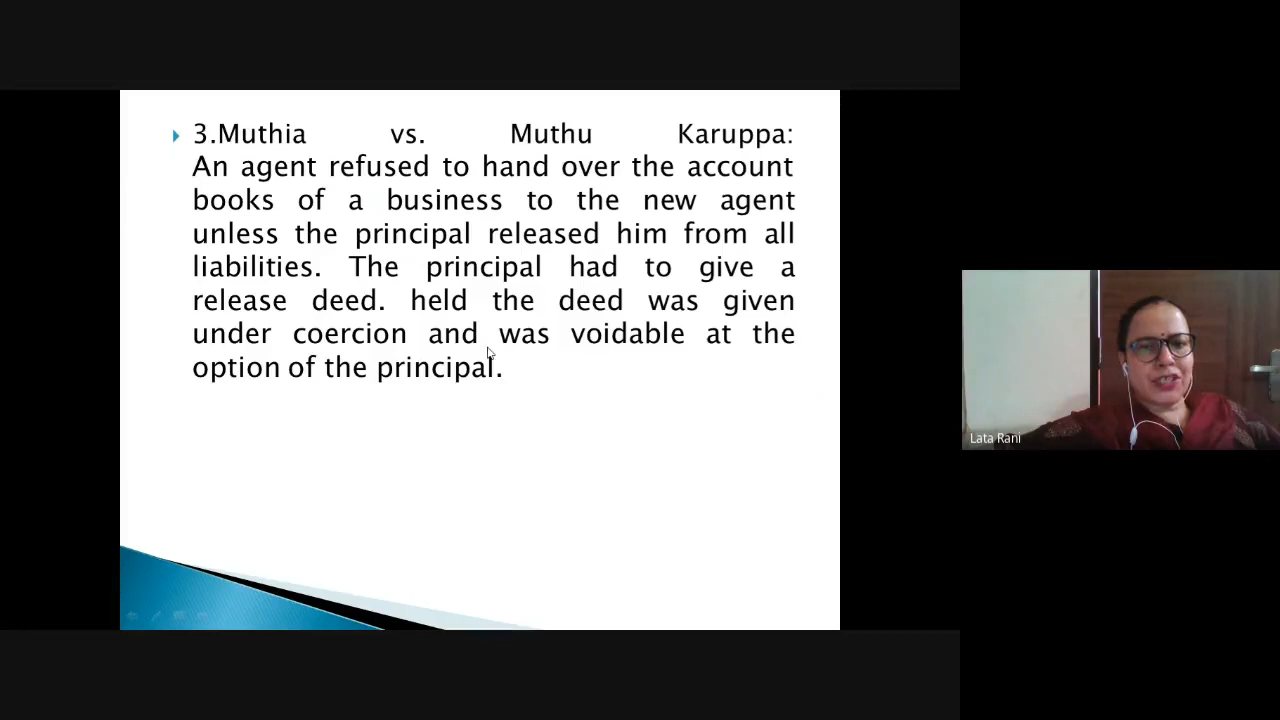 3.Muthia vs. Muthu Karuppa:
An agent refused to hand over the account
books of a business to the new agent
unless the principal released him from all
liabilities. The principal had to give a
release deed. held the deed was given
under coercion and was voidable at the
option of the principal.
Lata Rani